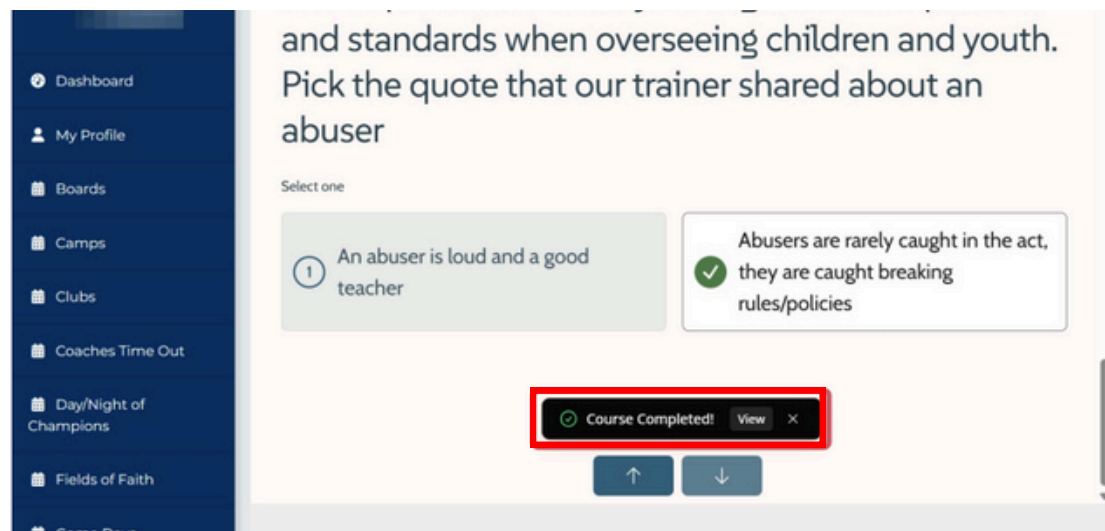 and standards when overseeing children and youth.
Pick the quote that our trainer shared about an
abuser
Select one
1
An abuser is loud and a good
teacher
Abusers are rarely caught in the act,
they are caught breaking
rules/policies
Course Completed!
View
Dashboard
My Profile
Boards
Camps
Clubs
Coaches Time Out
Day/Night of
Champions
Fields of Faith